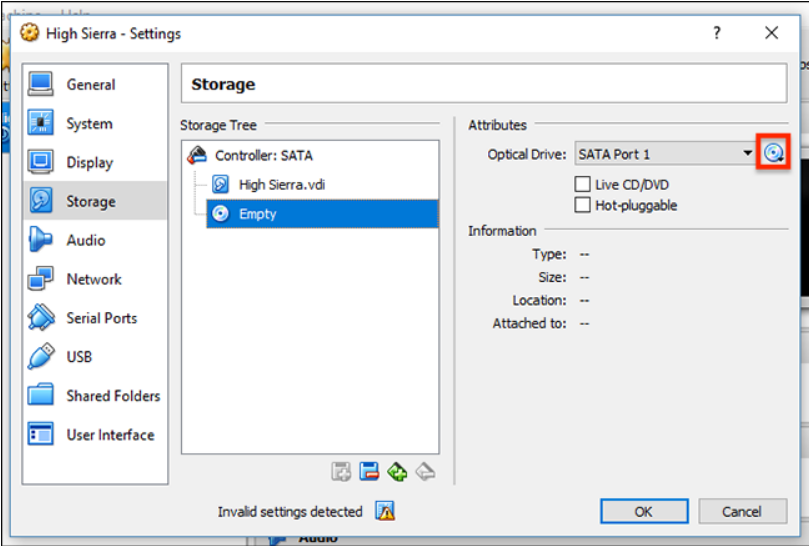 High Sierra - Settings
?
General
System
Display
Storage
Audio
Network
Serial Ports
USB
Shared Folders
User Interface
Storage
Storage Tree
Controller: SATA
High Sierra.vdi
Empty
Attributes
Optical Drive: SATA Port 1
Live CD/DVD
Hot-pluggable
Information
Type: --
Size: --
Location: --
Attached to: --
Invalid settings detected
OK
Cancel
Audio